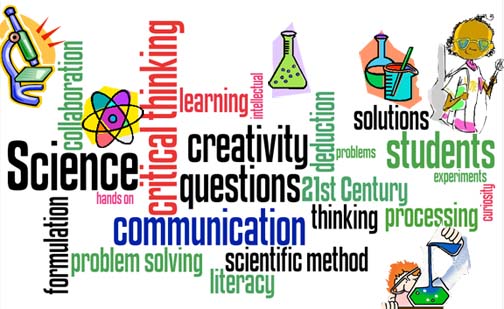 collaboration
critical thinking
learning
intellectual
Science
hands on
creativity
questions
deduction
problems
solutions
students
experiments
curiosity
21st Century
formulation
communication
thinking
processing
problem solving
scientific method
literacy